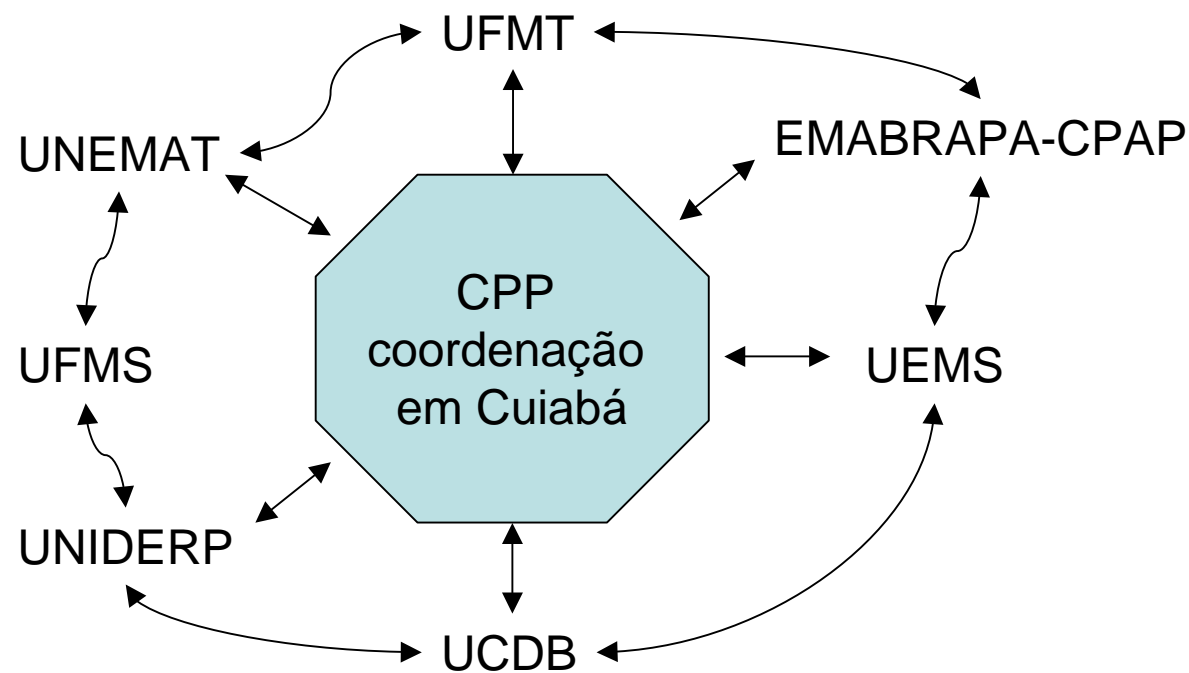 UFMT
EMABRAPA-CPAP
UNEMAT
CPP
coordenação
em Cuiabá
UFMS
UEMS
UNIDERP
UCDB